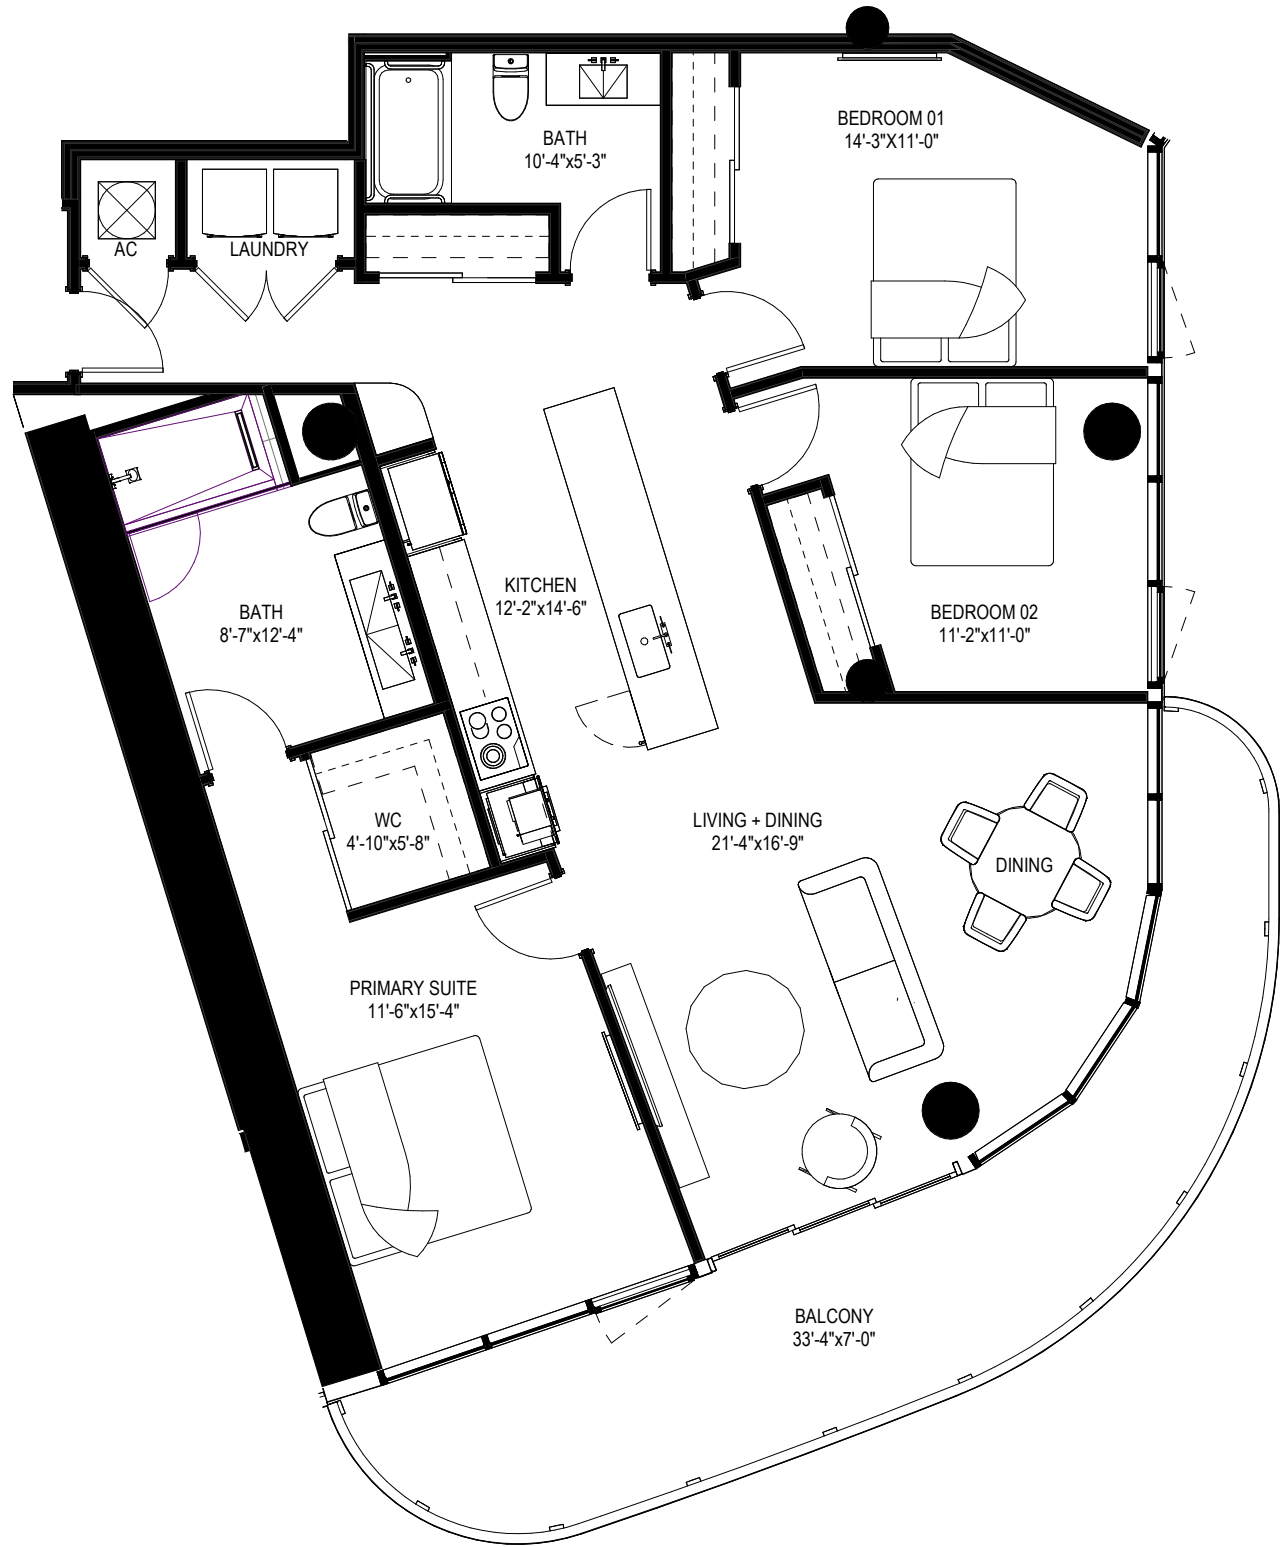 BEDROOM 01
14'-3"X11'-0"
BATH
10'-4"x5'-3"
AC
LAUNDRY
KITCHEN
12'-2"x14'-6"
BATH
8'-7"x12'-4"
BEDROOM 02
11'-2"x11'-0"
WC
4'-10"x5'-8"
LIVING + DINING
21'-4"x16'-9"
DINING
PRIMARY SUITE
11'-6"x15'-4"
BALCONY
33'-4"x7'-0"